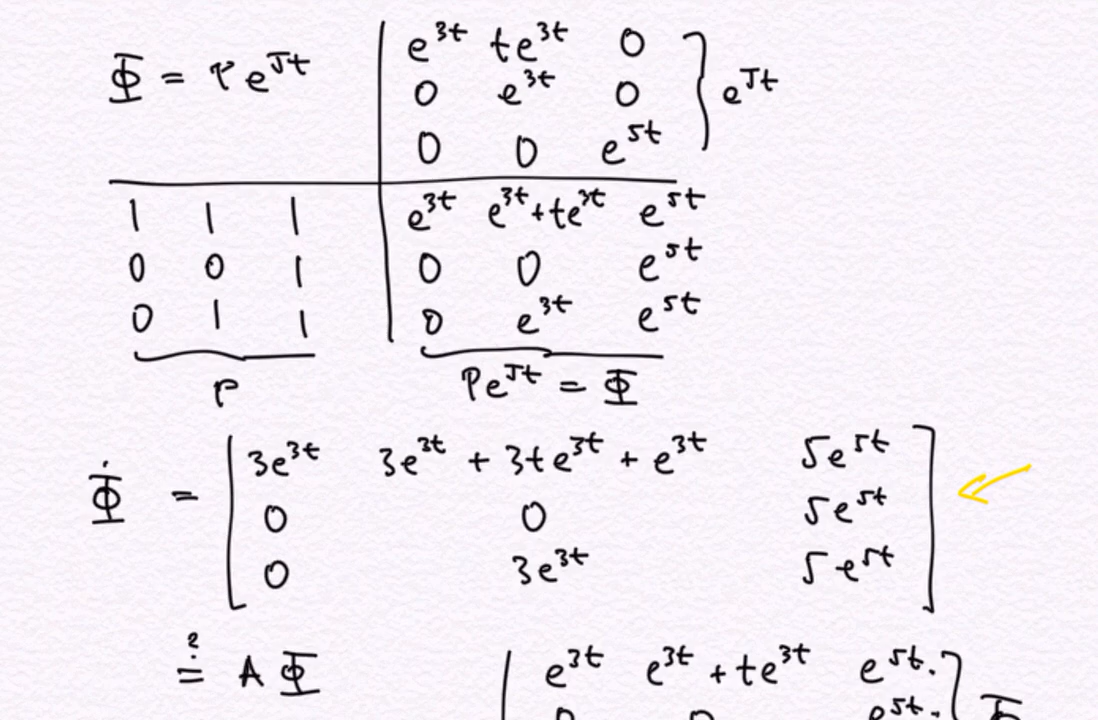 Φ = P e^{Jt}
e^{3t} te^{3t} 0
0 e^{3t} 0
0 0 e^{5t}
} e^{Jt}
1 1 1 e^{3t} e^{3t}+te^{3t} e^{5t}
0 0 1 0 0 e^{5t}
0 1 1 0 e^{3t} e^{5t}
P
Pe^{Jt} = Φ
Φ̇ =
[ 3e^{3t} 3e^{3t} + 3te^{3t} + e^{3t} 5e^{5t} ]
0 0 5e^{5t}
0 3e^{3t} 5e^{5t}
≟ A Φ
e^{3t} e^{3t} + te^{3t} e^{5t}.
e^{5t}.